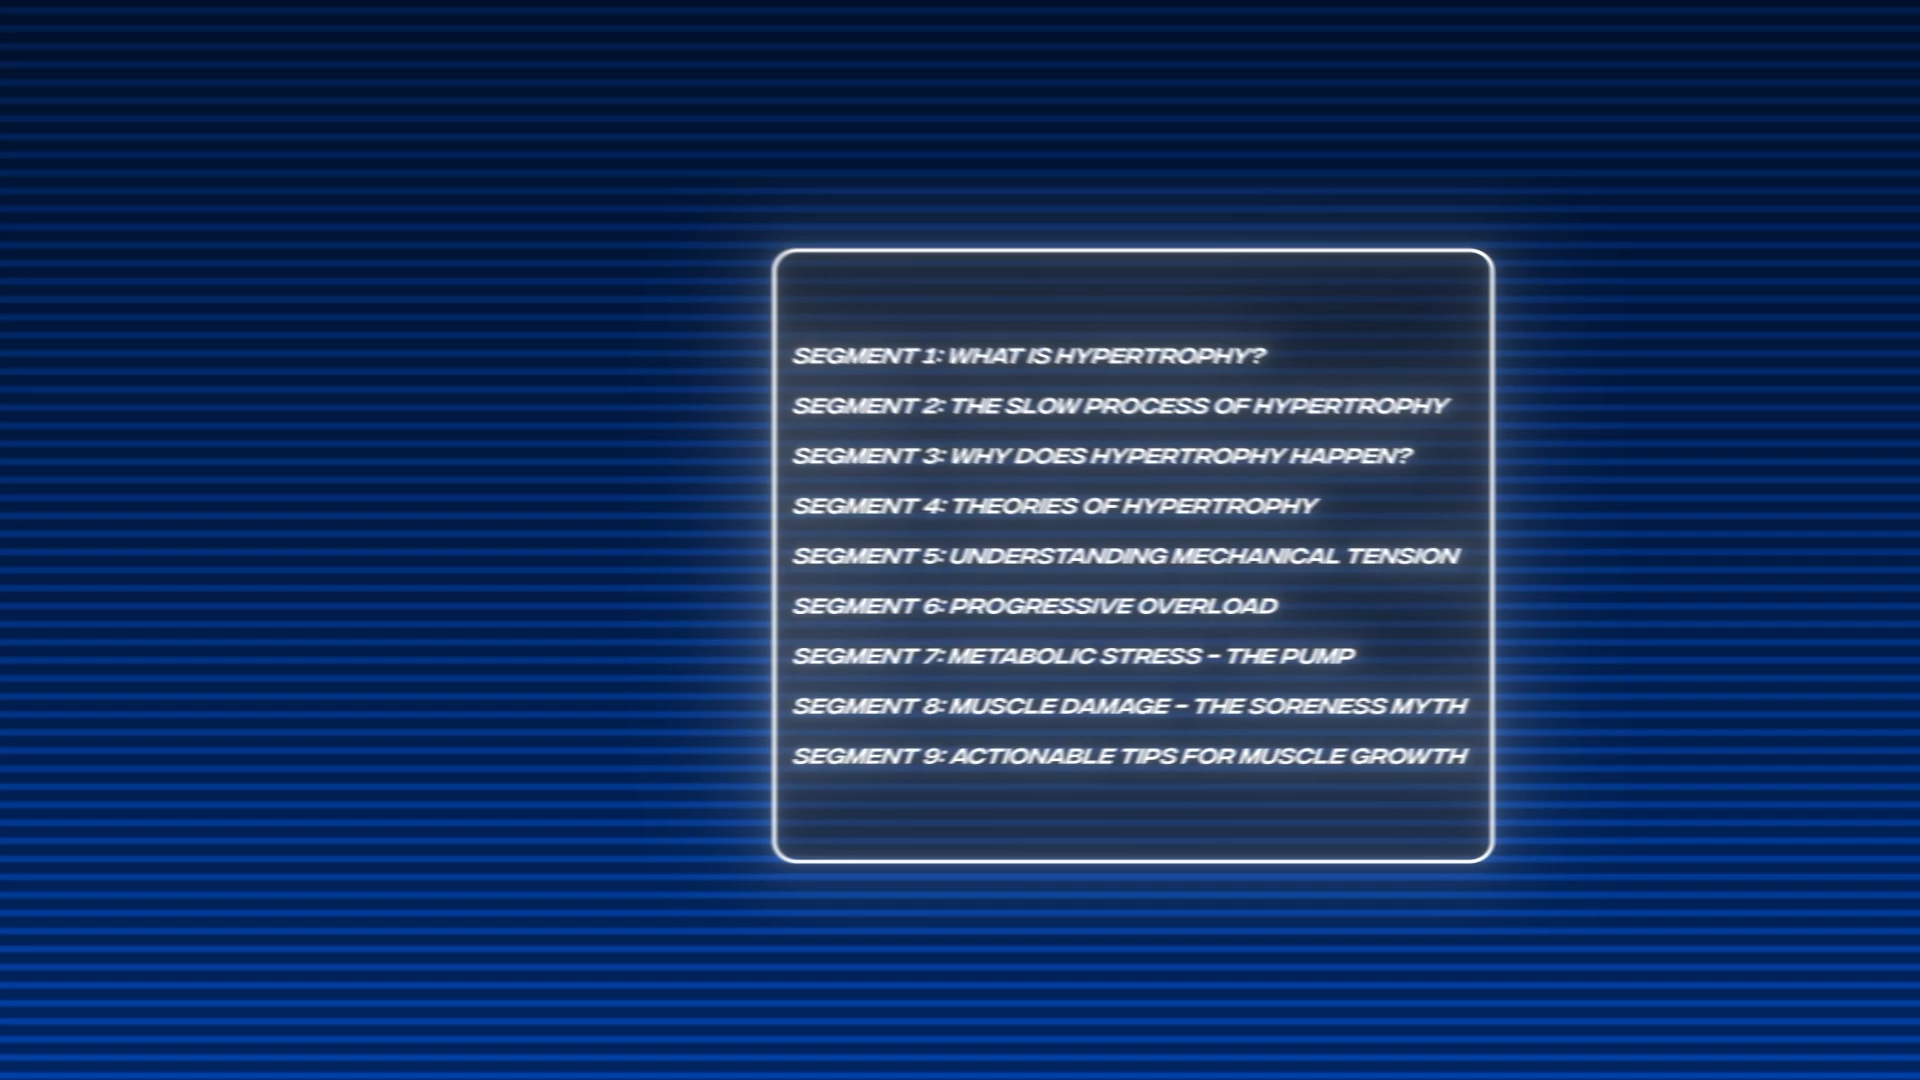 SEGMENT 1: WHAT IS HYPERTROPHY?
SEGMENT 2: THE SLOW PROCESS OF HYPERTROPHY
SEGMENT 3: WHY DOES HYPERTROPHY HAPPEN?
SEGMENT 4: THEORIES OF HYPERTROPHY
SEGMENT 5: UNDERSTANDING MECHANICAL TENSION
SEGMENT 6: PROGRESSIVE OVERLOAD
SEGMENT 7: METABOLIC STRESS - THE PUMP
SEGMENT 8: MUSCLE DAMAGE - THE SORENESS MYTH
SEGMENT 9: ACTIONABLE TIPS FOR MUSCLE GROWTH